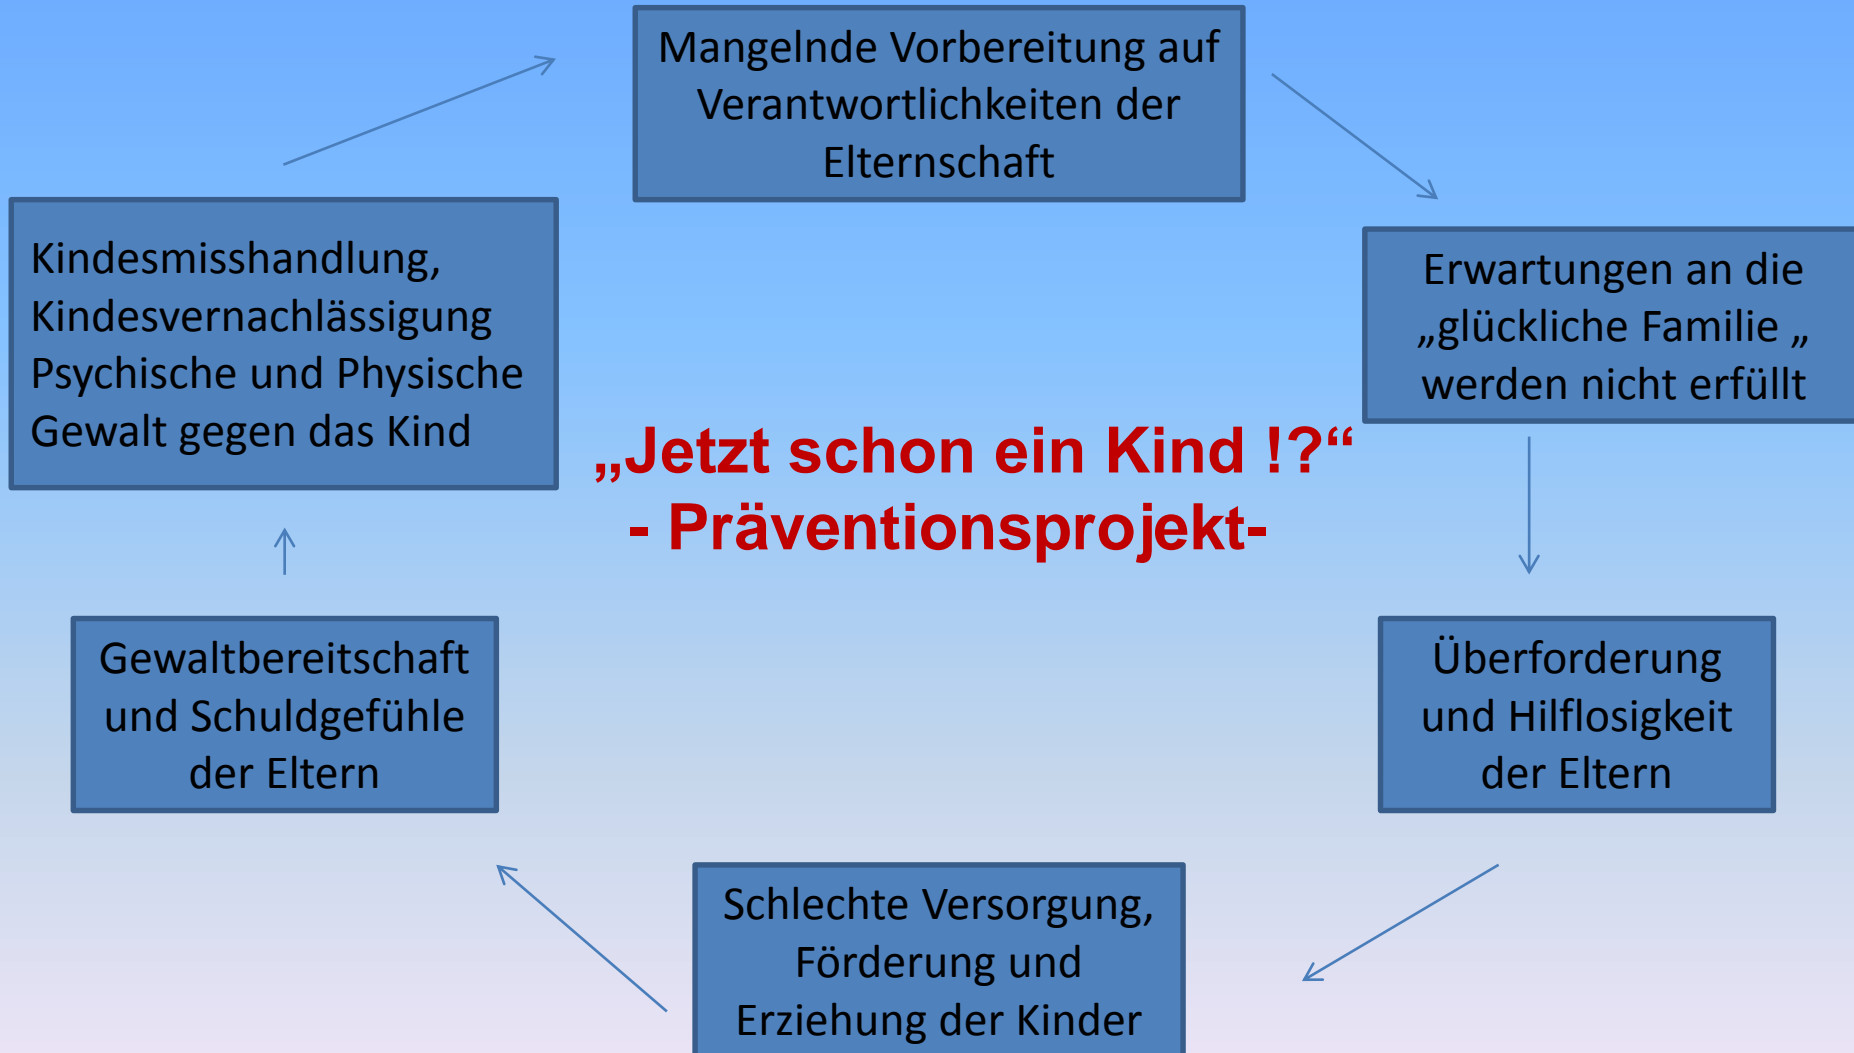 Mangelnde Vorbereitung auf
Verantwortlichkeiten der
Elternschaft
Erwartungen an die
„glückliche Familie „
werden nicht erfüllt
Überforderung
und Hilflosigkeit
der Eltern
Schlechte Versorgung,
Förderung und
Erziehung der Kinder
Gewaltbereitschaft
und Schuldgefühle
der Eltern
Kindesmisshandlung,
Kindesvernachlässigung
Psychische und Physische
Gewalt gegen das Kind
„Jetzt schon ein Kind !?“
- Präventionsprojekt-